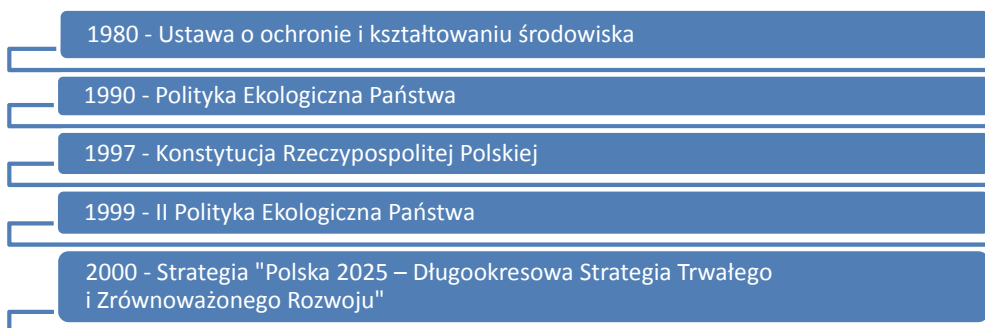 1980 - Ustawa o ochronie i kształtowaniu środowiska
1990 - Polityka Ekologiczna Państwa
1997 - Konstytucja Rzeczypospolitej Polskiej
1999 - II Polityka Ekologiczna Państwa
2000 - Strategia "Polska 2025 – Długookresowa Strategia Trwałego
i Zrównoważonego Rozwoju"